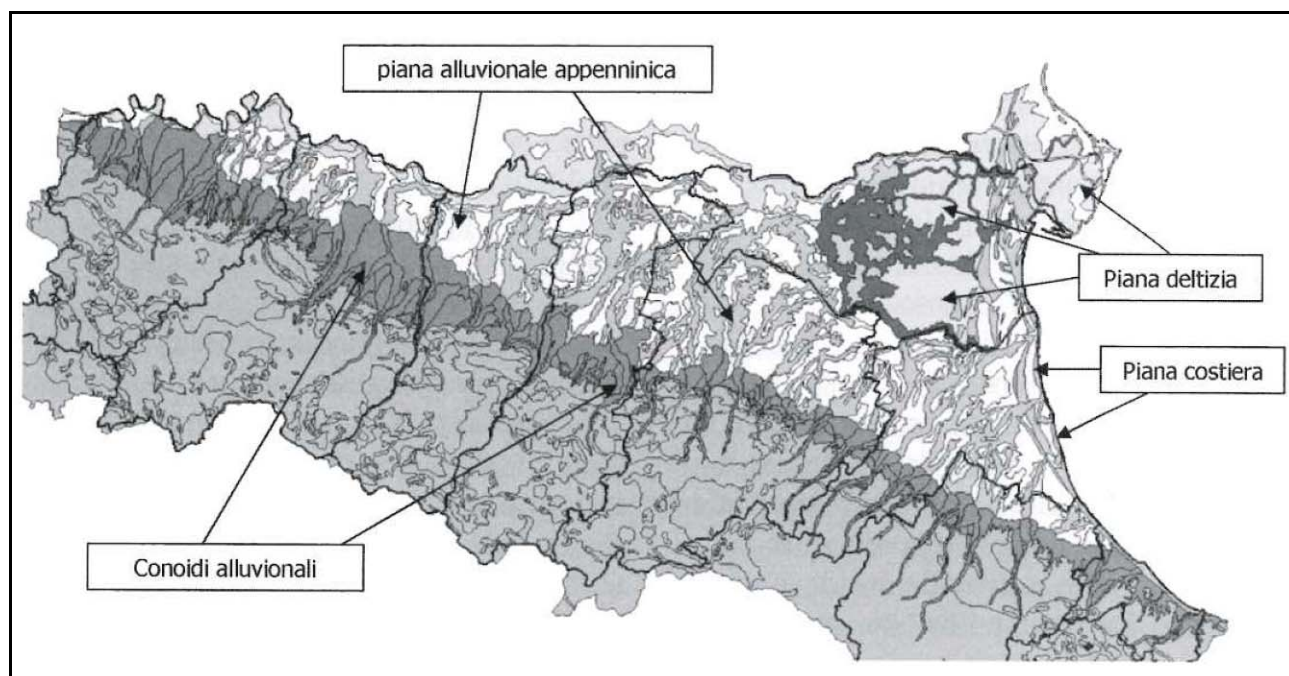 piana alluvionale appenninica
Piana deltizia
Piana costiera
Conoidi alluvionali